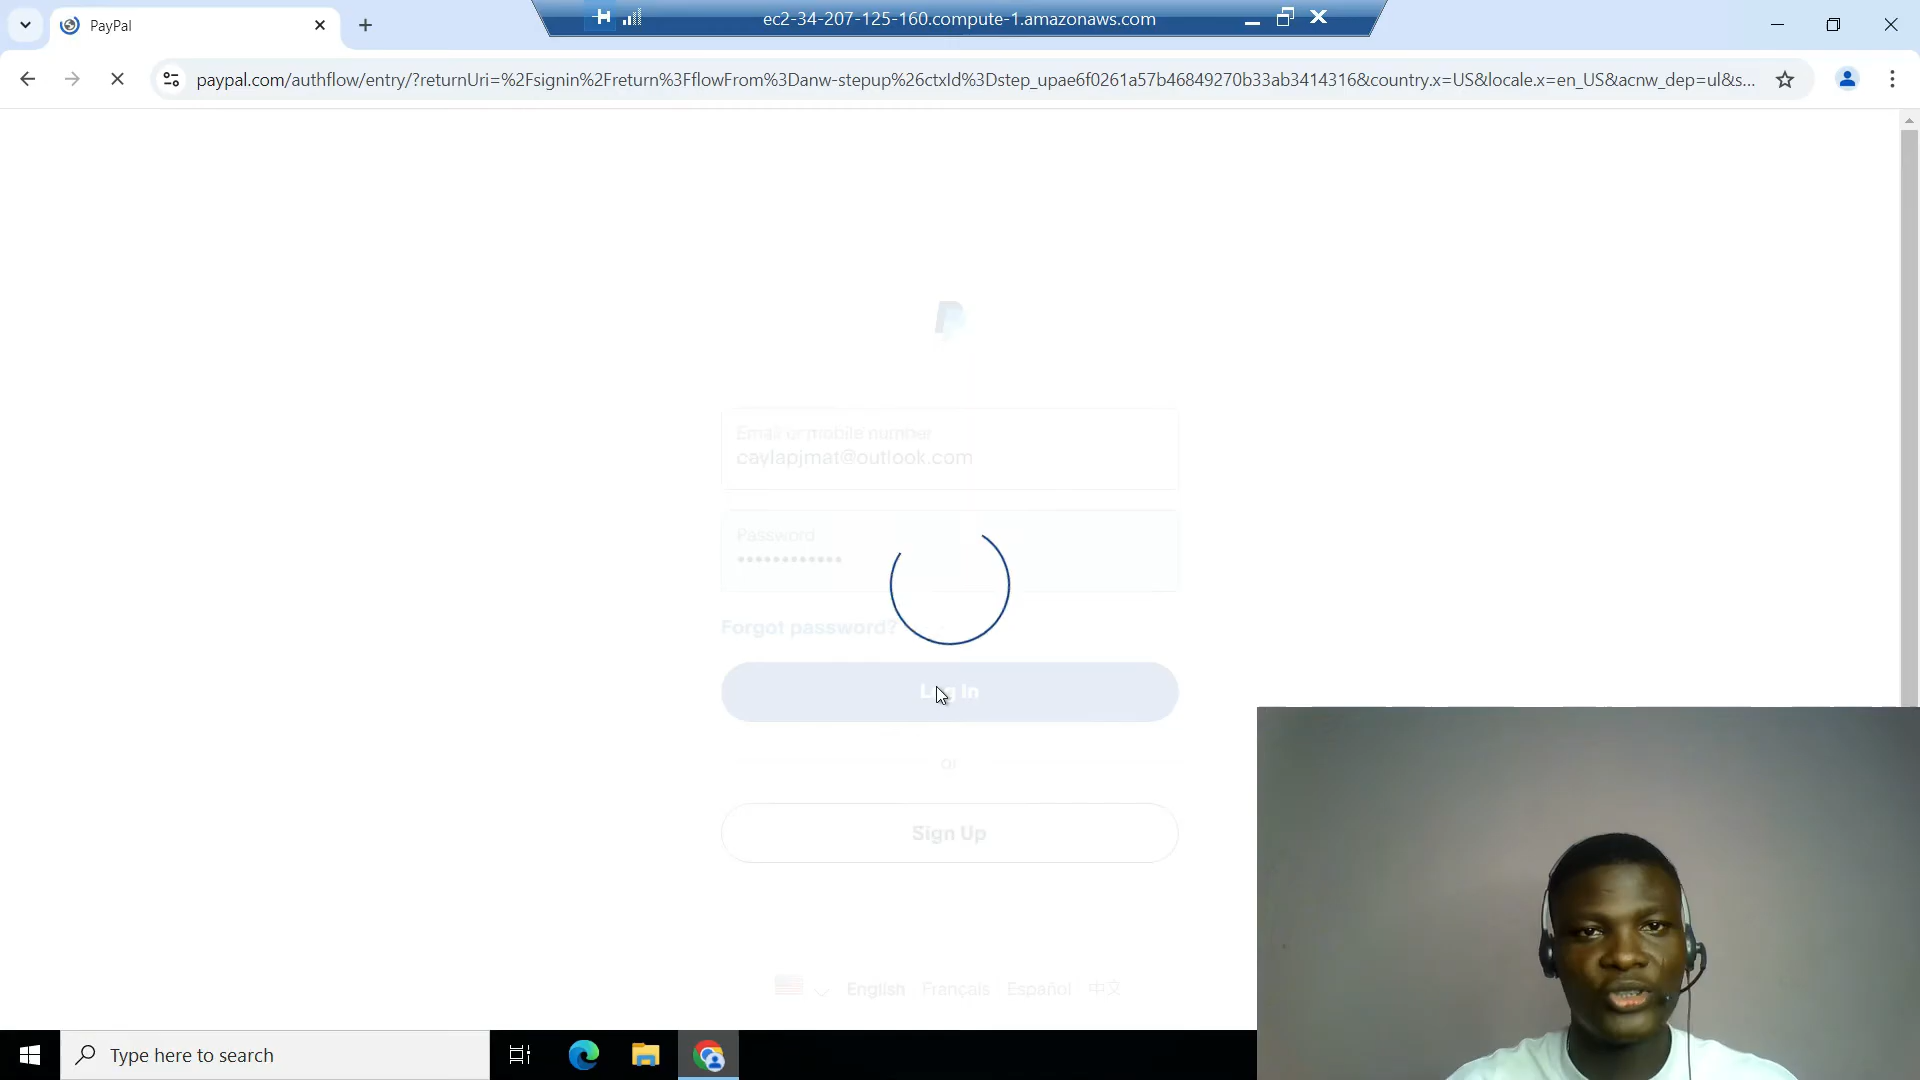 PayPal
ec2-34-207-125-160.compute-1.amazonaws.com
paypal.com/authflow/entry/?returnUri=%2Fsignin%2Freturn%3FflowFrom%3Danw-stepup%26ctxId%3Dstep_upae6f0261a57b46849270b33ab3414316&country.x=US&locale.x=en_US&acnw_dep=ul&s...
Email or mobile number
caylapjmat@outlook.com
Password
Forgot password?
Log In
or
Sign Up
English Français Español 中文
Type here to search